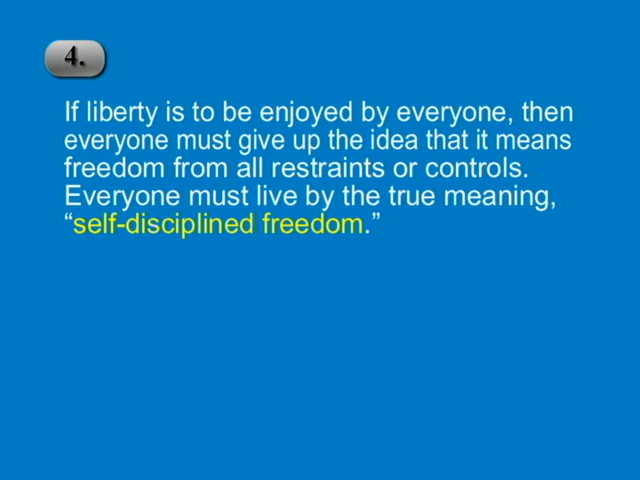 4.
If liberty is to be enjoyed by everyone, then
everyone must give up the idea that it means
freedom from all restraints or controls.
Everyone must live by the true meaning,
“self-disciplined freedom.”